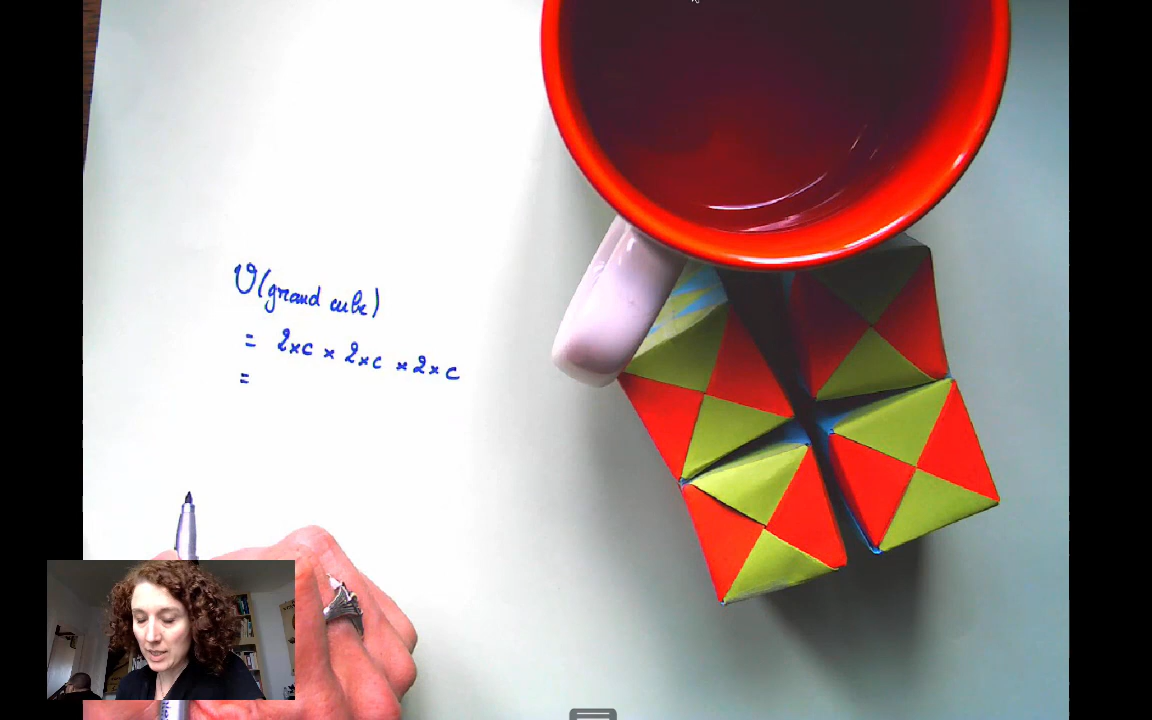 V(grand cube)
= 2×c × 2×c × 2×c
=